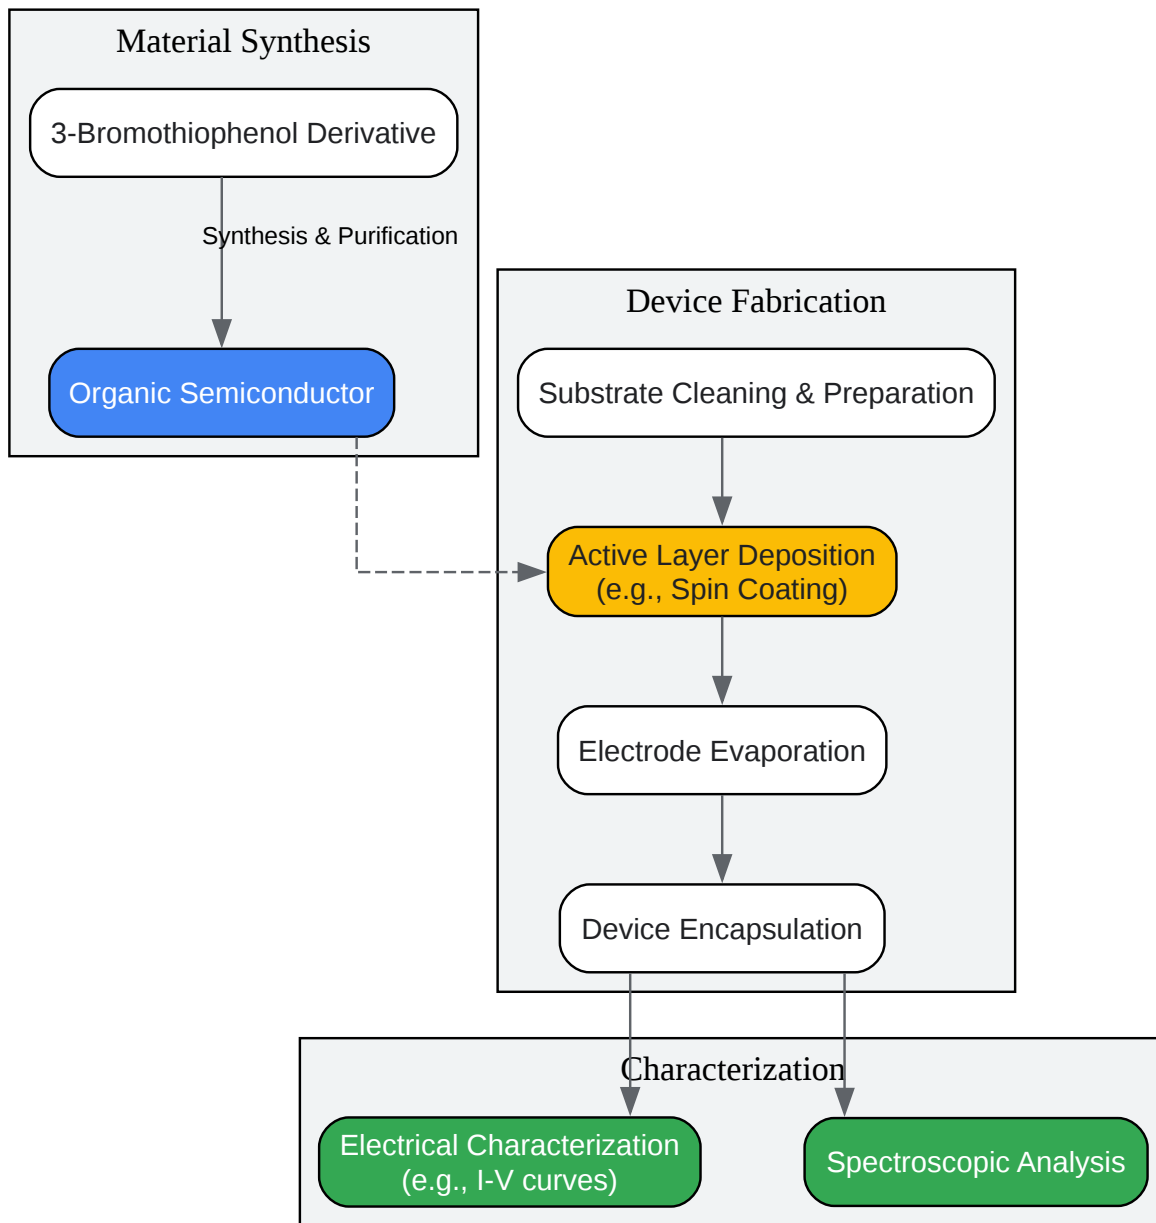 Material Synthesis
3-Bromothiophenol Derivative
Synthesis & Purification
Organic Semiconductor
Device Fabrication
Substrate Cleaning & Preparation
Active Layer Deposition
(e.g., Spin Coating)
Electrode Evaporation
Device Encapsulation
Characterization
Electrical Characterization
(e.g., I-V curves)
Spectroscopic Analysis